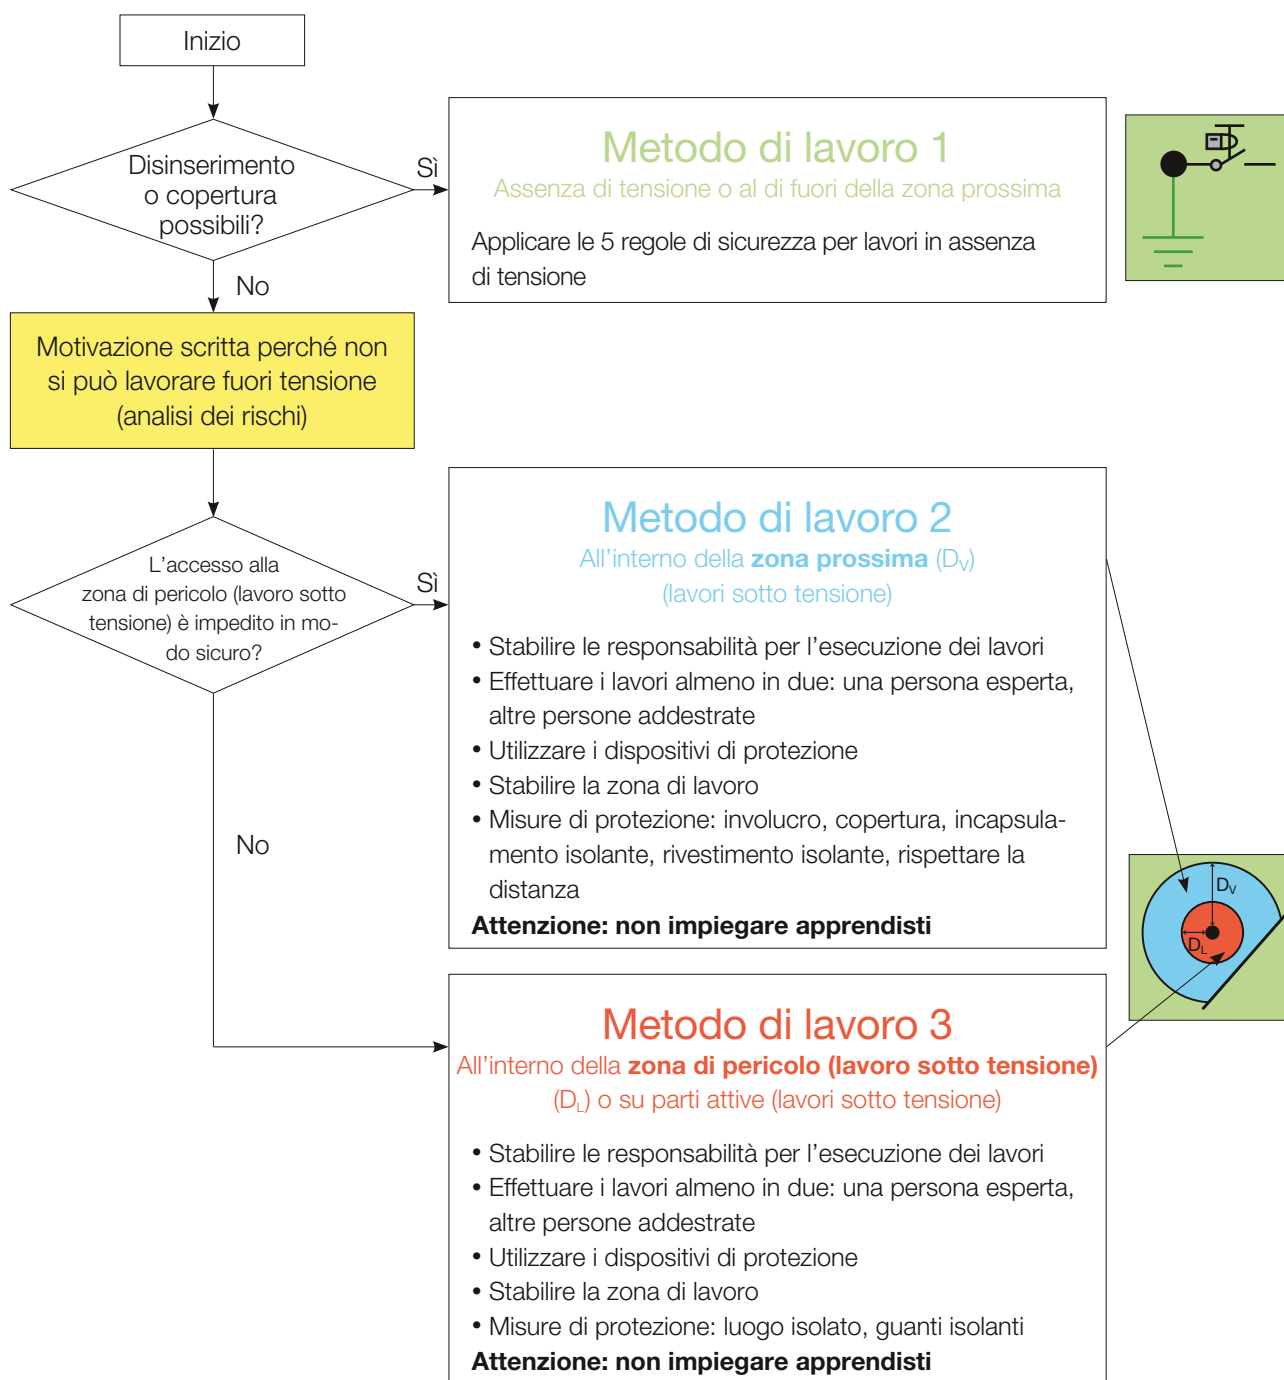 Inizio
Disinserimento
o copertura
possibili?
Sì
No
Metodo di lavoro 1
Assenza di tensione o al di fuori della zona prossima
Applicare le 5 regole di sicurezza per lavori in assenza
di tensione
Motivazione scritta perché non
si può lavorare fuori tensione
(analisi dei rischi)
L'accesso alla
zona di pericolo (lavoro sotto
tensione) è impedito in mo-
do sicuro?
Sì
No
Metodo di lavoro 2
All'interno della zona prossima (DV)
(lavori sotto tensione)
• Stabilire le responsabilità per l'esecuzione dei lavori
• Effettuare i lavori almeno in due: una persona esperta,
altre persone addestrate
• Utilizzare i dispositivi di protezione
• Stabilire la zona di lavoro
• Misure di protezione: involucro, copertura, incapsula-
mento isolante, rivestimento isolante, rispettare la
distanza
Attenzione: non impiegare apprendisti
DV
DL
Metodo di lavoro 3
All'interno della zona di pericolo (lavoro sotto tensione)
(DL) o su parti attive (lavori sotto tensione)
• Stabilire le responsabilità per l'esecuzione dei lavori
• Effettuare i lavori almeno in due: una persona esperta,
altre persone addestrate
• Utilizzare i dispositivi di protezione
• Stabilire la zona di lavoro
• Misure di protezione: luogo isolato, guanti isolanti
Attenzione: non impiegare apprendisti